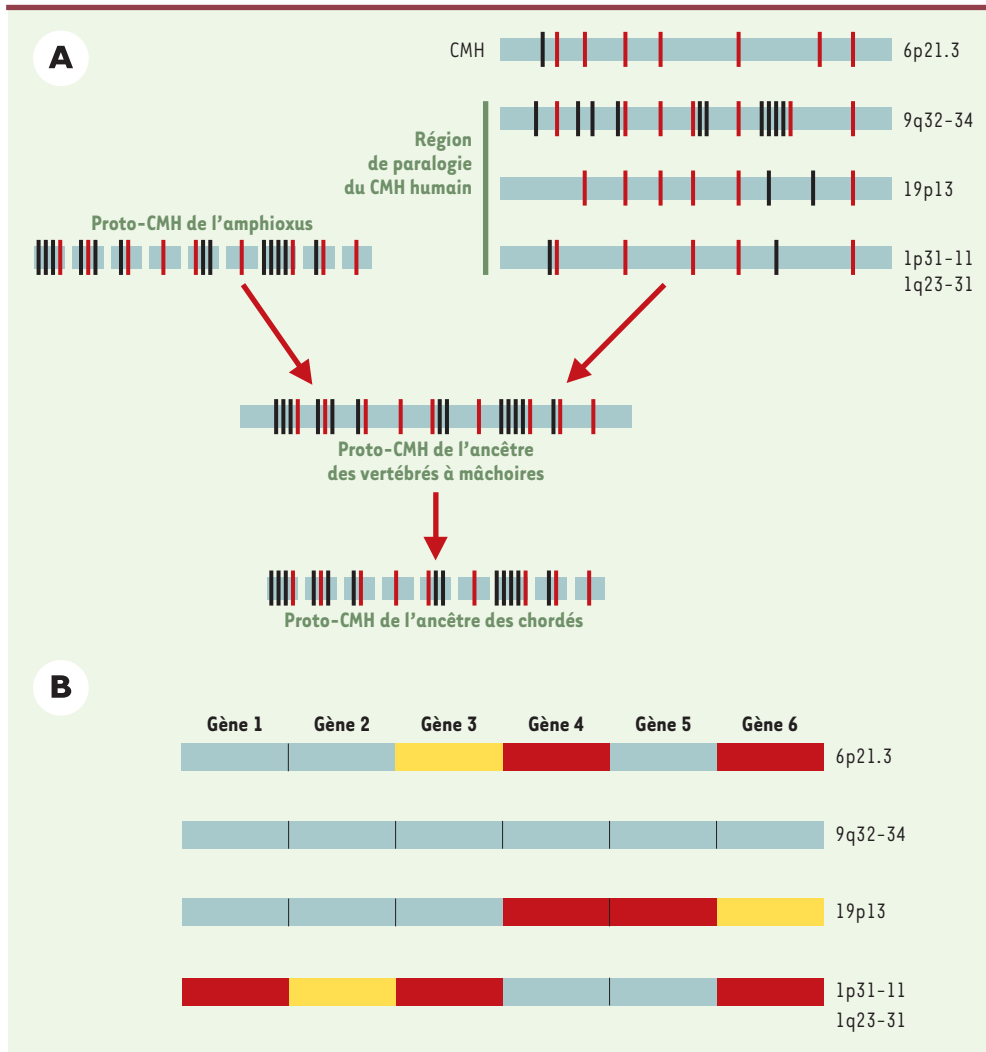 A
CMH
6p21.3
9q32-34
Région
de paralogie
du CMH humain
19p13
Proto-CMH de l'amphioxus
1p31-11
1q23-31
Proto-CMH de l'ancêtre
des vertébrés à mâchoires
Proto-CMH de l'ancêtre des chordés
B
Gène 1 Gène 2 Gène 3 Gène 4 Gène 5 Gène 6
6p21.3
9q32-34
19p13
1p31-11
1q23-31